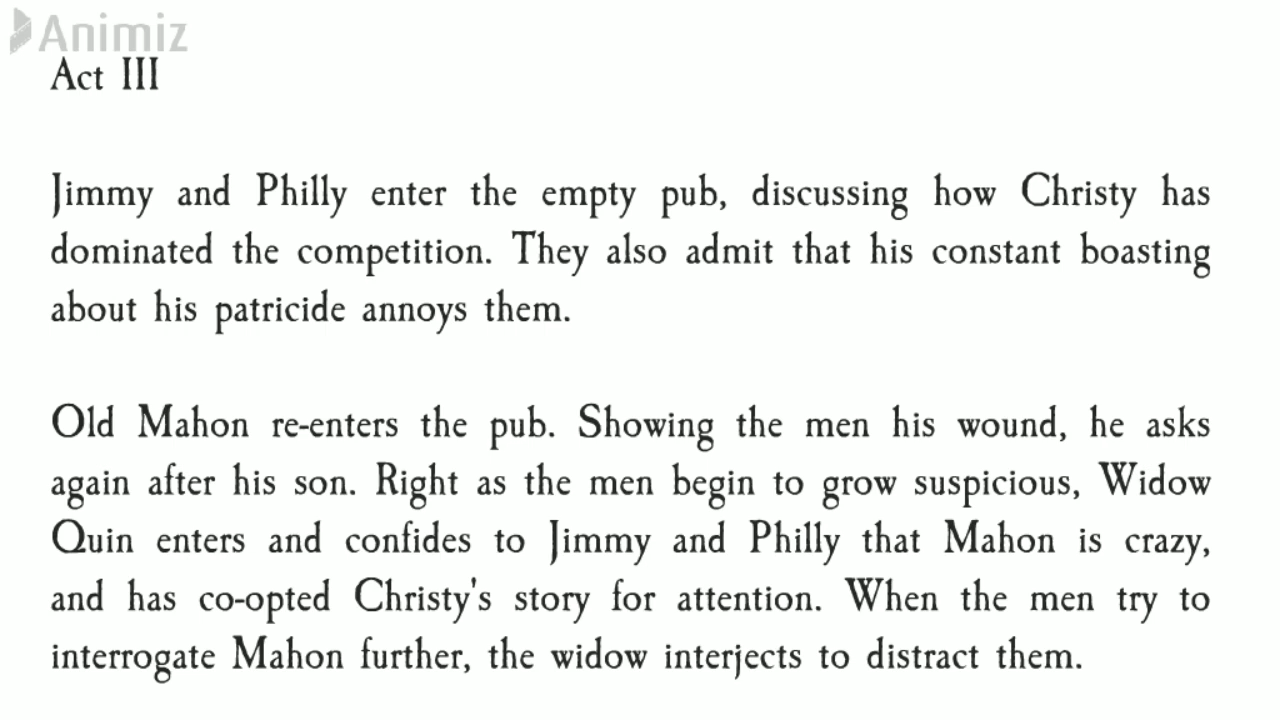 Animiz
Act III
Jimmy and Philly enter the empty pub, discussing how Christy has
dominated the competition. They also admit that his constant boasting
about his patricide annoys them.
Old Mahon re-enters the pub. Showing the men his wound, he asks
again after his son. Right as the men begin to grow suspicious, Widow
Quin enters and confides to Jimmy and Philly that Mahon is crazy,
and has co-opted Christy's story for attention. When the men try to
interrogate Mahon further, the widow interjects to distract them.